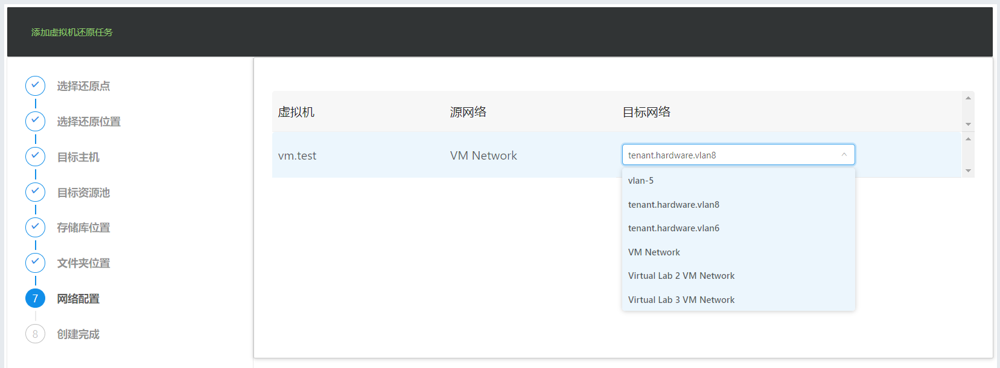 添加虚拟机还原任务
选择还原点
选择还原位置
目标主机
目标资源池
存储库位置
文件夹位置
7 网络配置
8 创建完成
虚拟机 源网络 目标网络
vm.test VM Network tenant.hardware.vlan8
vlan-5
tenant.hardware.vlan8
tenant.hardware.vlan6
VM Network
Virtual Lab 2 VM Network
Virtual Lab 3 VM Network